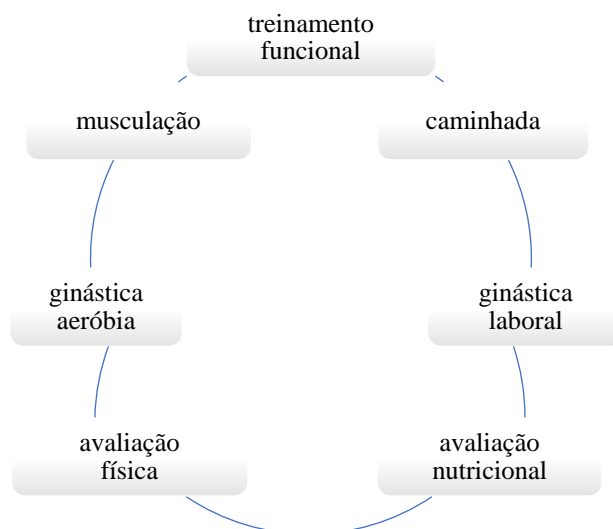 treinamento
funcional
musculação
caminhada
ginástica
aeróbia
ginástica
laboral
avaliação
física
avaliação
nutricional